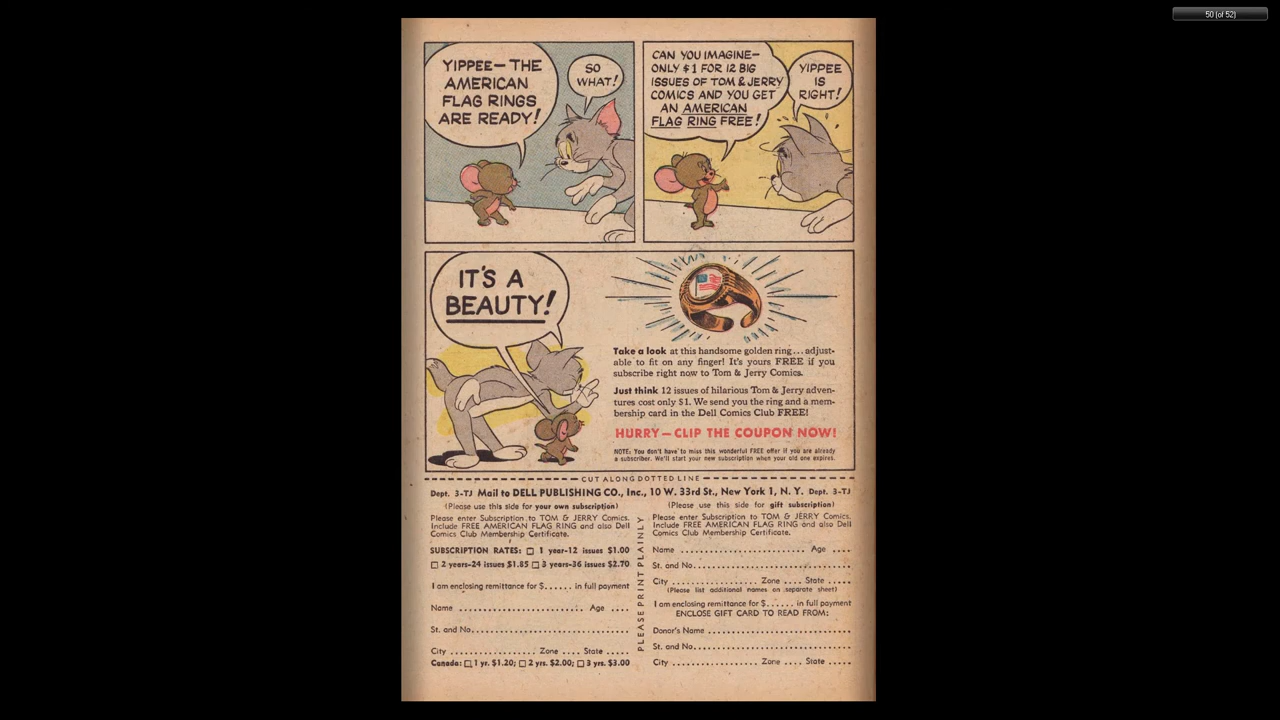 50 (of 52)
YIPPEE— THE
AMERICAN
FLAG RINGS
ARE READY!
SO
WHAT!
CAN YOU IMAGINE—
ONLY $1 FOR 12 BIG
ISSUES OF TOM & JERRY
COMICS AND YOU GET
AN AMERICAN
FLAG RING FREE!
YIPPEE
IS
RIGHT!
IT'S A
BEAUTY!
Take a look at this handsome golden ring... adjust-
able to fit on any finger! It's yours FREE if you
subscribe right now to Tom & Jerry Comics.
Just think 12 issues of hilarious Tom & Jerry adven-
tures cost only $1. We send you the ring and a mem-
bership card in the Dell Comics Club FREE!
HURRY—CLIP THE COUPON NOW!
NOTE: You don't have to miss this wonderful FREE offer if you are already
a subscriber. We'll start your new subscription when your old one expires.
CUT ALONG DOTTED LINE
Dept. 3-TJ Mail to DELL PUBLISHING CO., Inc., 10 W. 33rd St., New York 1, N. Y. Dept. 3-TJ
(Please use this side for your own subscription)
Please enter Subscription to TOM & JERRY Comics.
Include FREE AMERICAN FLAG RING and also Dell
Comics Club Membership Certificate.
SUBSCRIPTION RATES: □ 1 year-12 issues $1.00
□ 2 years-24 issues $1.85 □ 3 years-36 issues $2.70
I am enclosing remittance for $...... in full payment
Name ............................ Age ....
St. and No...................................
City ................ Zone .... State .....
Canada: □ 1 yr. $1.20; □ 2 yrs. $2.00; □ 3 yrs. $3.00
PLEASE PRINT PLAINLY
(Please use this side for gift subscription)
Please enter Subscription to TOM & JERRY Comics.
Include FREE AMERICAN FLAG RING and also Dell
Comics Club Membership Certificate.
Name ............................ Age ....
St. and No...................................
City ................ Zone .... State .....
(Please list additional names on separate sheet)
I am enclosing remittance for $...... in full payment
ENCLOSE GIFT CARD TO READ FROM:
Donor's Name ................................
St. and No...................................
City ................ Zone .... State .....